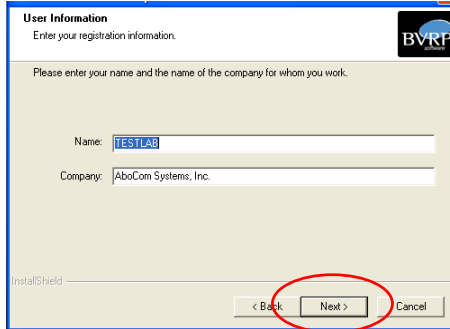 User Information
Enter your registration information.
BVRP
software
Please enter your name and the name of the company for whom you work.
Name: TESTLAB
Company: AboCom Systems, Inc.
InstallShield
< Back Next > Cancel